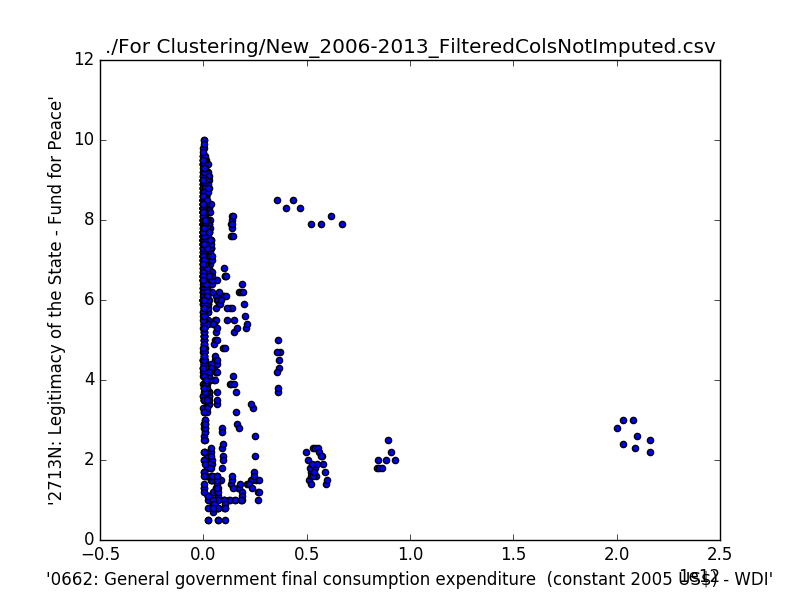 ./For Clustering/New_2006-2013_FilteredColsNotImputed.csv
12
10
8
6
4
2
0
'2713N: Legitimacy of the State - Fund for Peace'
−0.5 0.0 0.5 1.0 1.5 2.0 2.5
1e12
'0662: General government final consumption expenditure (constant 2005 US$) - WDI'